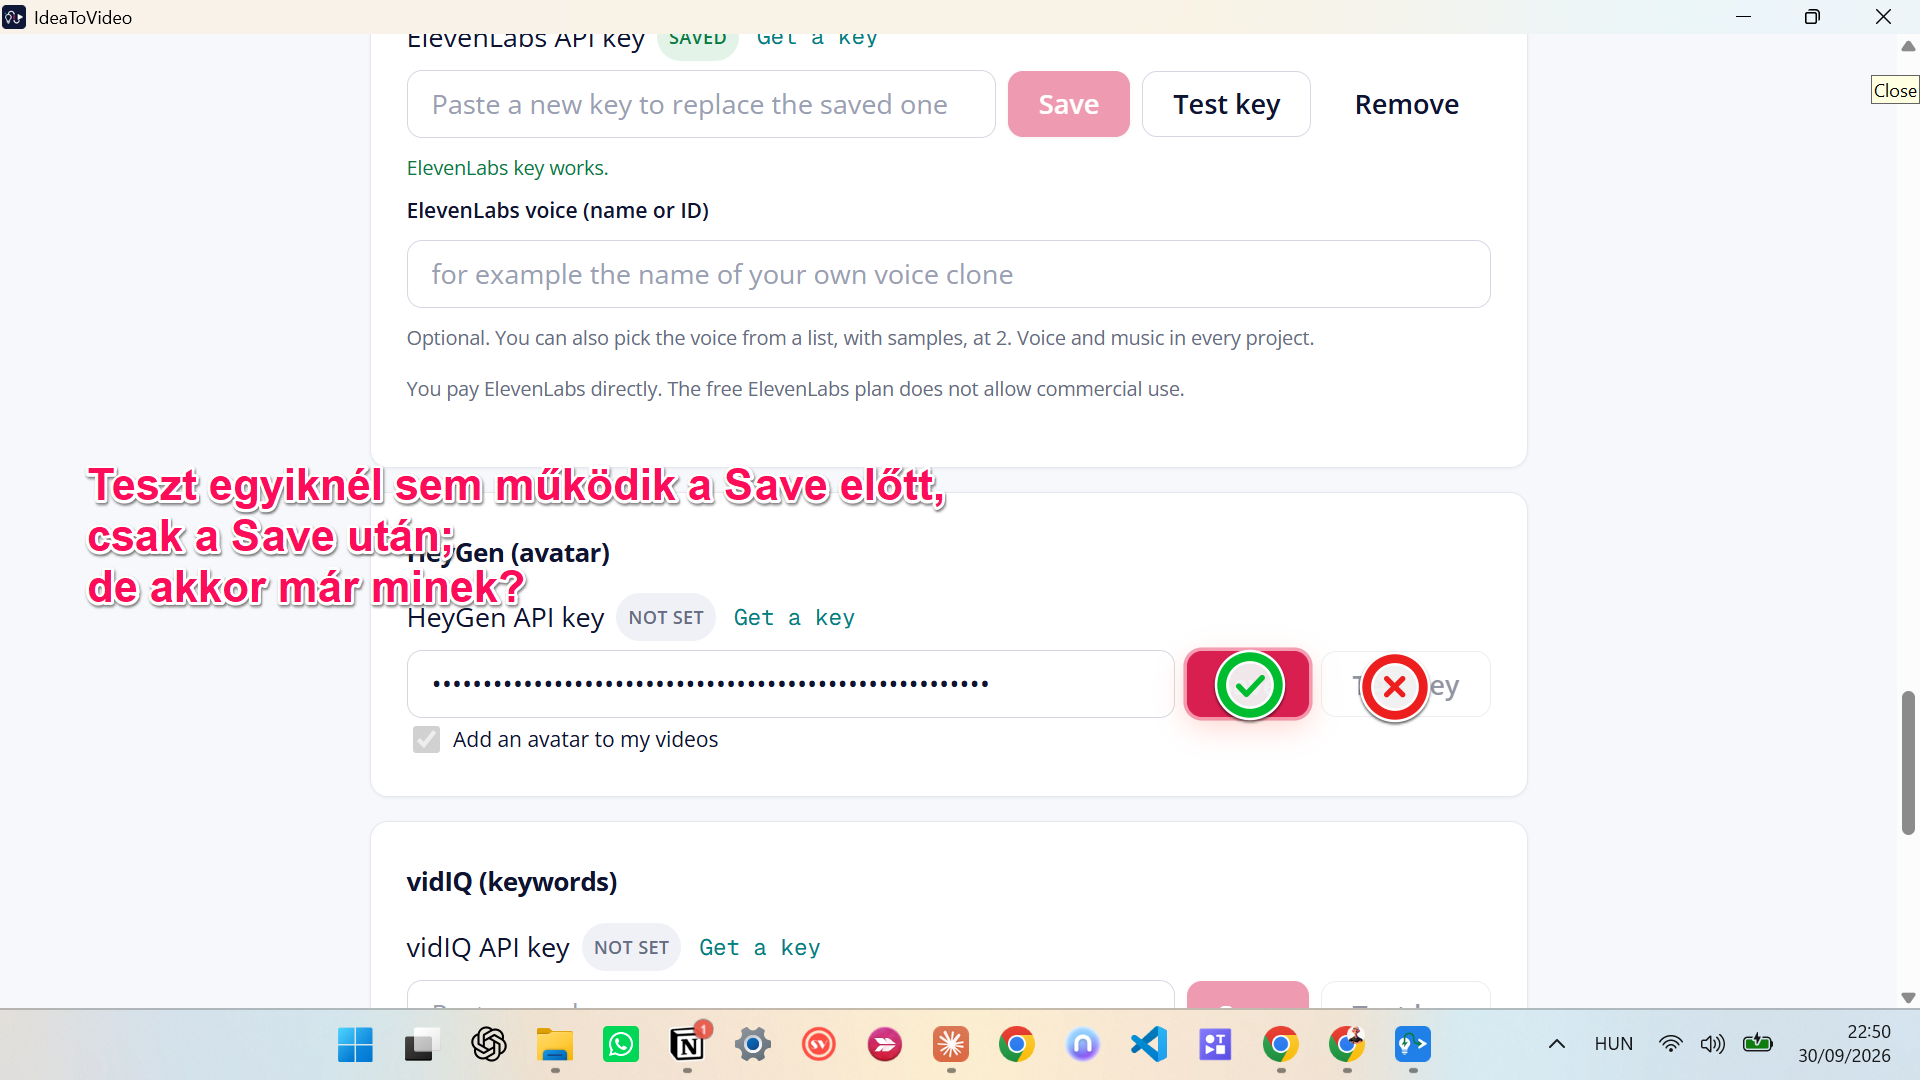 IdeaToVideo
ElevenLabs API key SAVED Get a key
Close
Paste a new key to replace the saved one Save Test key Remove
ElevenLabs key works.
ElevenLabs voice (name or ID)
for example the name of your own voice clone
Optional. You can also pick the voice from a list, with samples, at 2. Voice and music in every project.
You pay ElevenLabs directly. The free ElevenLabs plan does not allow commercial use.
Teszt egyiknél sem működik a Save előtt,
csak a Save után;
de akkor már minek?
HeyGen (avatar)
HeyGen API key NOT SET Get a key
Add an avatar to my videos
vidIQ (keywords)
vidIQ API key NOT SET Get a key
1
HUN
22:50
30/09/2026